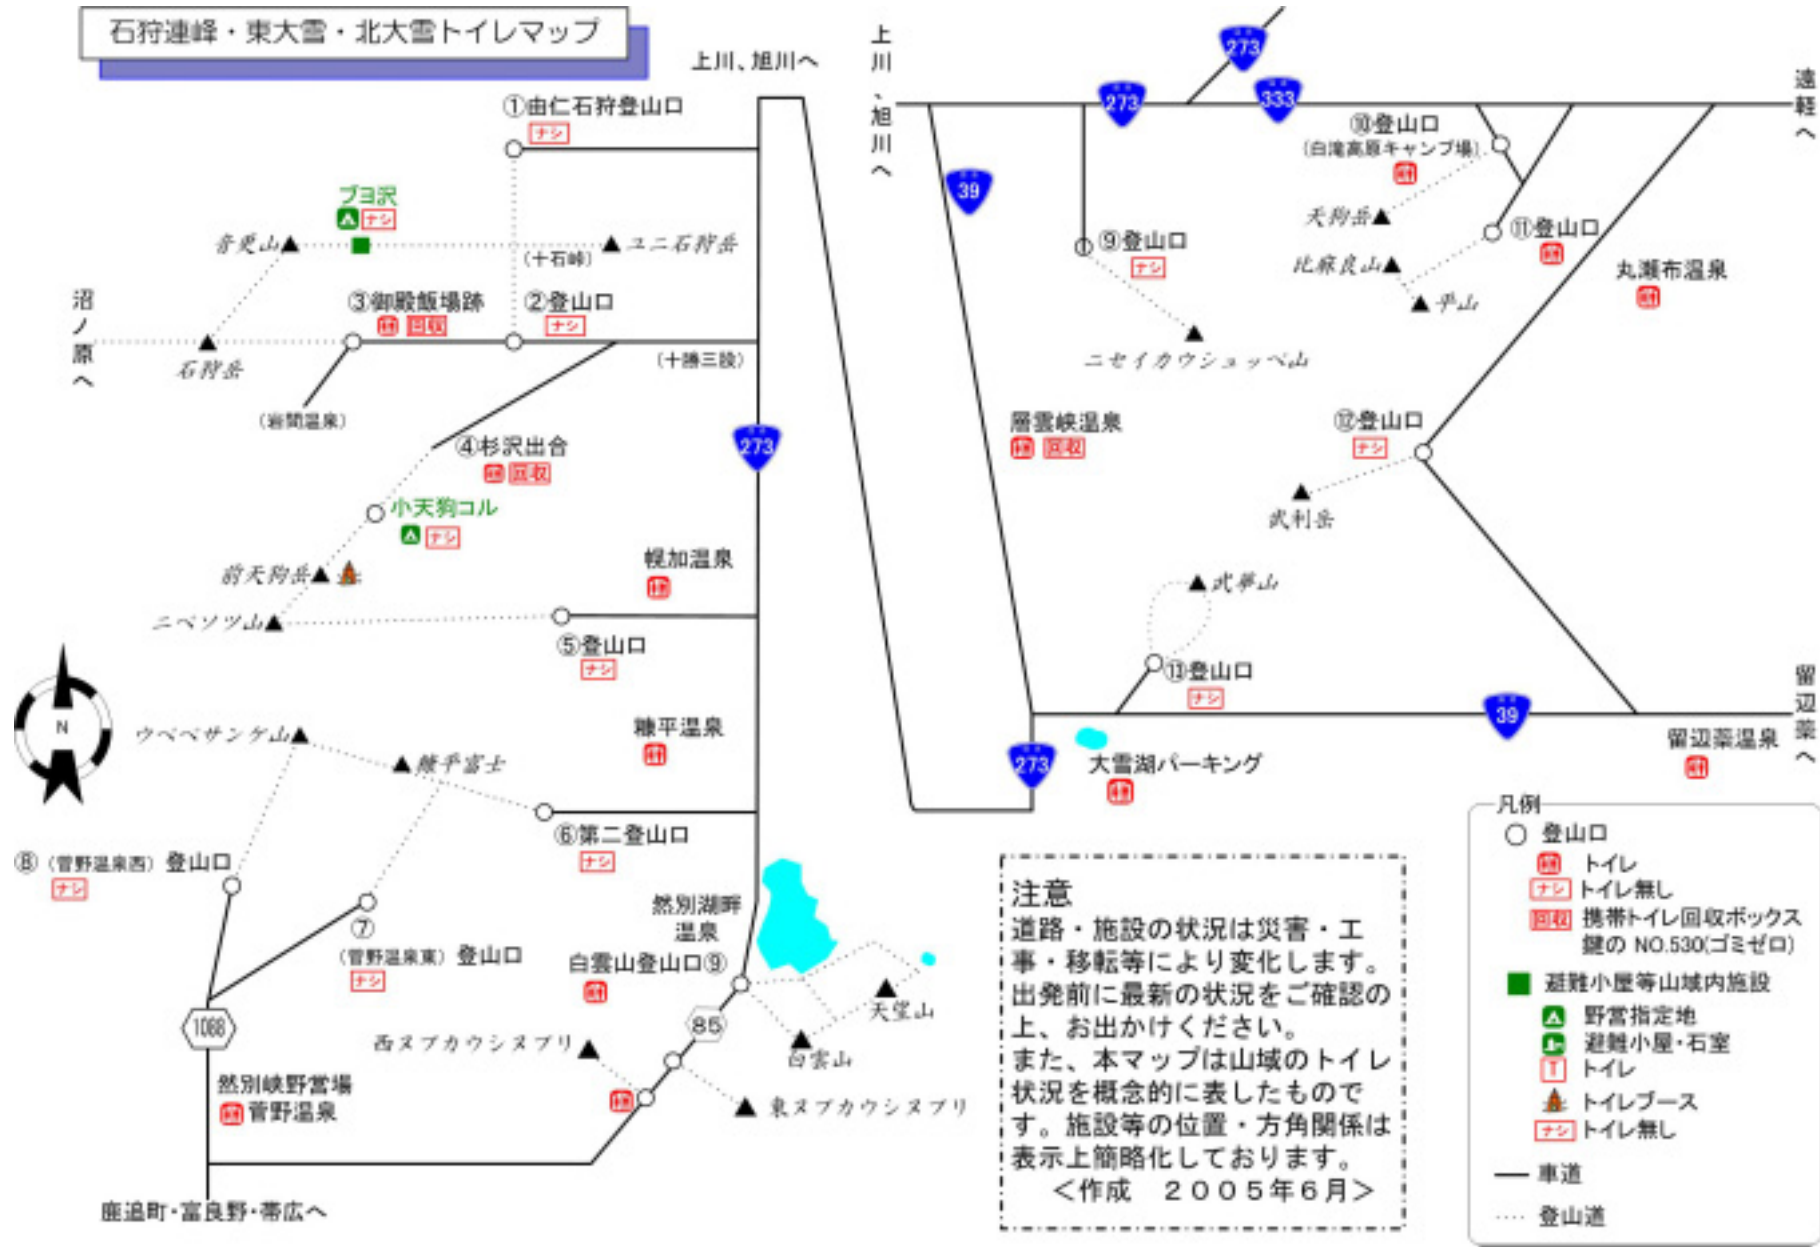 石狩連峰・東大雪・北大雪トイレマップ
上川、旭川へ
上川、旭川へ
273
273
333
遠軽へ
①由仁石狩登山口
ナシ
39
⑩登山口
(白滝高原キャンプ場)
ブヨ沢
ナシ
音更山
ユニ石狩岳
(十石峠)
⑨登山口
ナシ
天狗岳
⑪登山口
比麻良山
平山
丸瀬布温泉
沼ノ原へ
③御殿飯場跡
回収
②登山口
ナシ
石狩岳
(十勝三股)
ニセイカウシュッペ山
(岩間温泉)
④杉沢出合
回収
273
層雲峡温泉
回収
⑫登山口
ナシ
小天狗コル
ナシ
武利岳
前天狗岳
幌加温泉
武華山
ニペソツ山
⑤登山口
ナシ
⑬登山口
ナシ
N
ウペペサンケ山
糠平富士
糠平温泉
39
留辺薬へ
留辺薬温泉
273
大雪湖パーキング
⑥第二登山口
ナシ
⑧(菅野温泉西)登山口
ナシ
⑦
(菅野温泉東)登山口
ナシ
然別湖畔
温泉
白雲山登山口⑨
天望山
白雲山
1088
85
西ヌプカウシヌプリ
東ヌプカウシヌプリ
然別峡野営場
菅野温泉
鹿追町・富良野・帯広へ
注意
道路・施設の状況は災害・工
事・移転等により変化します。
出発前に最新の状況をご確認の
上、お出かけください。
また、本マップは山域のトイレ
状況を概念的に表したもので
す。施設等の位置・方角関係は
表示上簡略化しております。
<作成 2005年6月>
凡例
登山口
トイレ
ナシ トイレ無し
回収 携帯トイレ回収ボックス
鍵の NO.530(ゴミゼロ)
避難小屋等山域内施設
野営指定地
避難小屋・石室
T トイレ
トイレブース
ナシ トイレ無し
車道
登山道